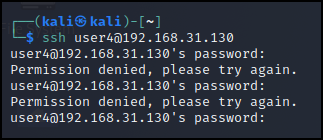 ┌──(kali㉿kali)-[~]
└─$ ssh user4@192.168.31.130
user4@192.168.31.130's password:
Permission denied, please try again.
user4@192.168.31.130's password:
Permission denied, please try again.
user4@192.168.31.130's password: